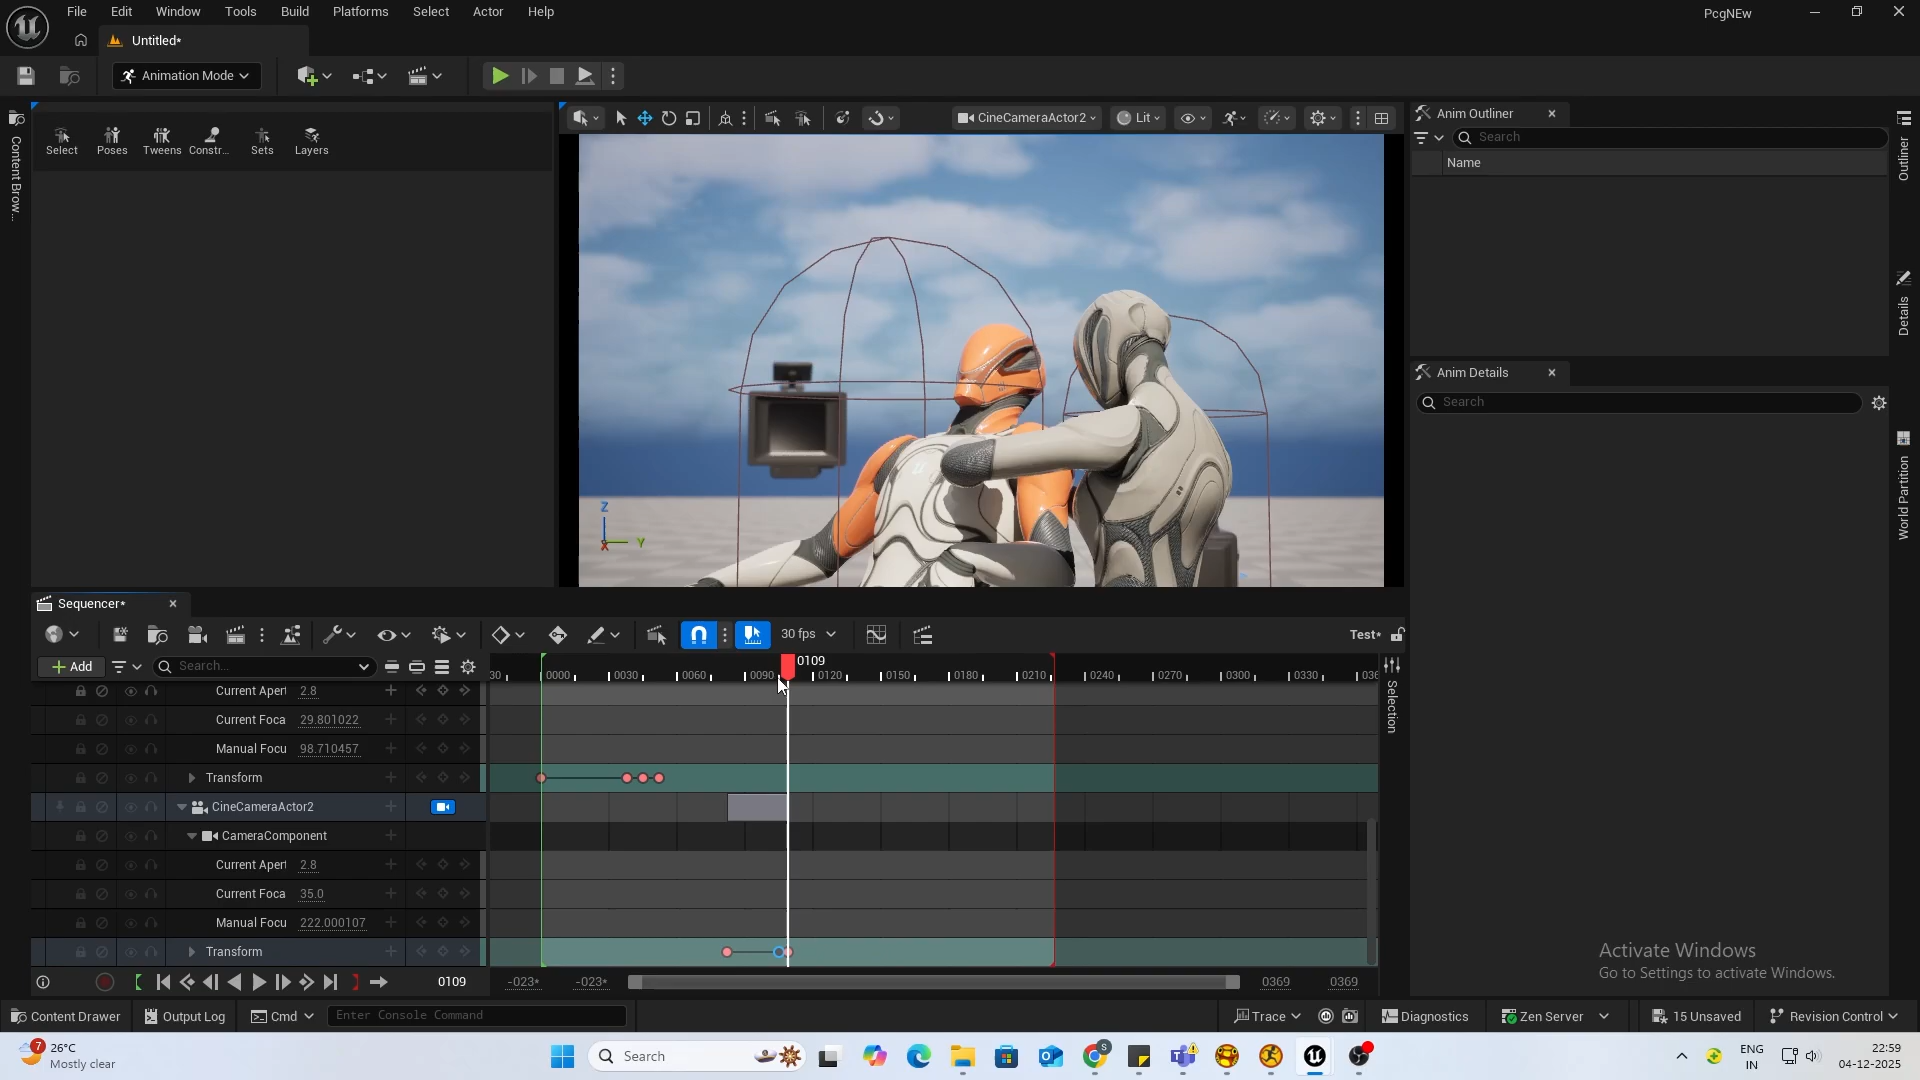 File Edit Window Tools Build Platforms Select Actor Help
PcgNEw
Untitled*
Animation Mode
Select Poses Tweens Constr... Sets Layers
CineCameraActor2
Lit
Anim Outliner
Search
Name
Anim Details
Search
Content Brow...
Outliner
Details
World Partition
Z
Y
X
Sequencer*
30 fps
Test*
Add
Search...
0109
30 0000 0030 0060 0090 0120 0150 0180 0210 0240 0270 0300 0330 036
Selection
Current Apert 2.8
Current Foca 29.801022
Manual Focu 98.710457
Transform
CineCameraActor2
CameraComponent
Current Apert 2.8
Current Foca 35.0
Manual Focu 222.000107
Transform
0109
-023* -023* 0369 0369
Activate Windows
Go to Settings to activate Windows.
Content Drawer Output Log Cmd Enter Console Command Trace Diagnostics Zen Server 15 Unsaved Revision Control
7
26°C
Mostly clear
Search
S
ENG
IN
22:59
04-12-2025